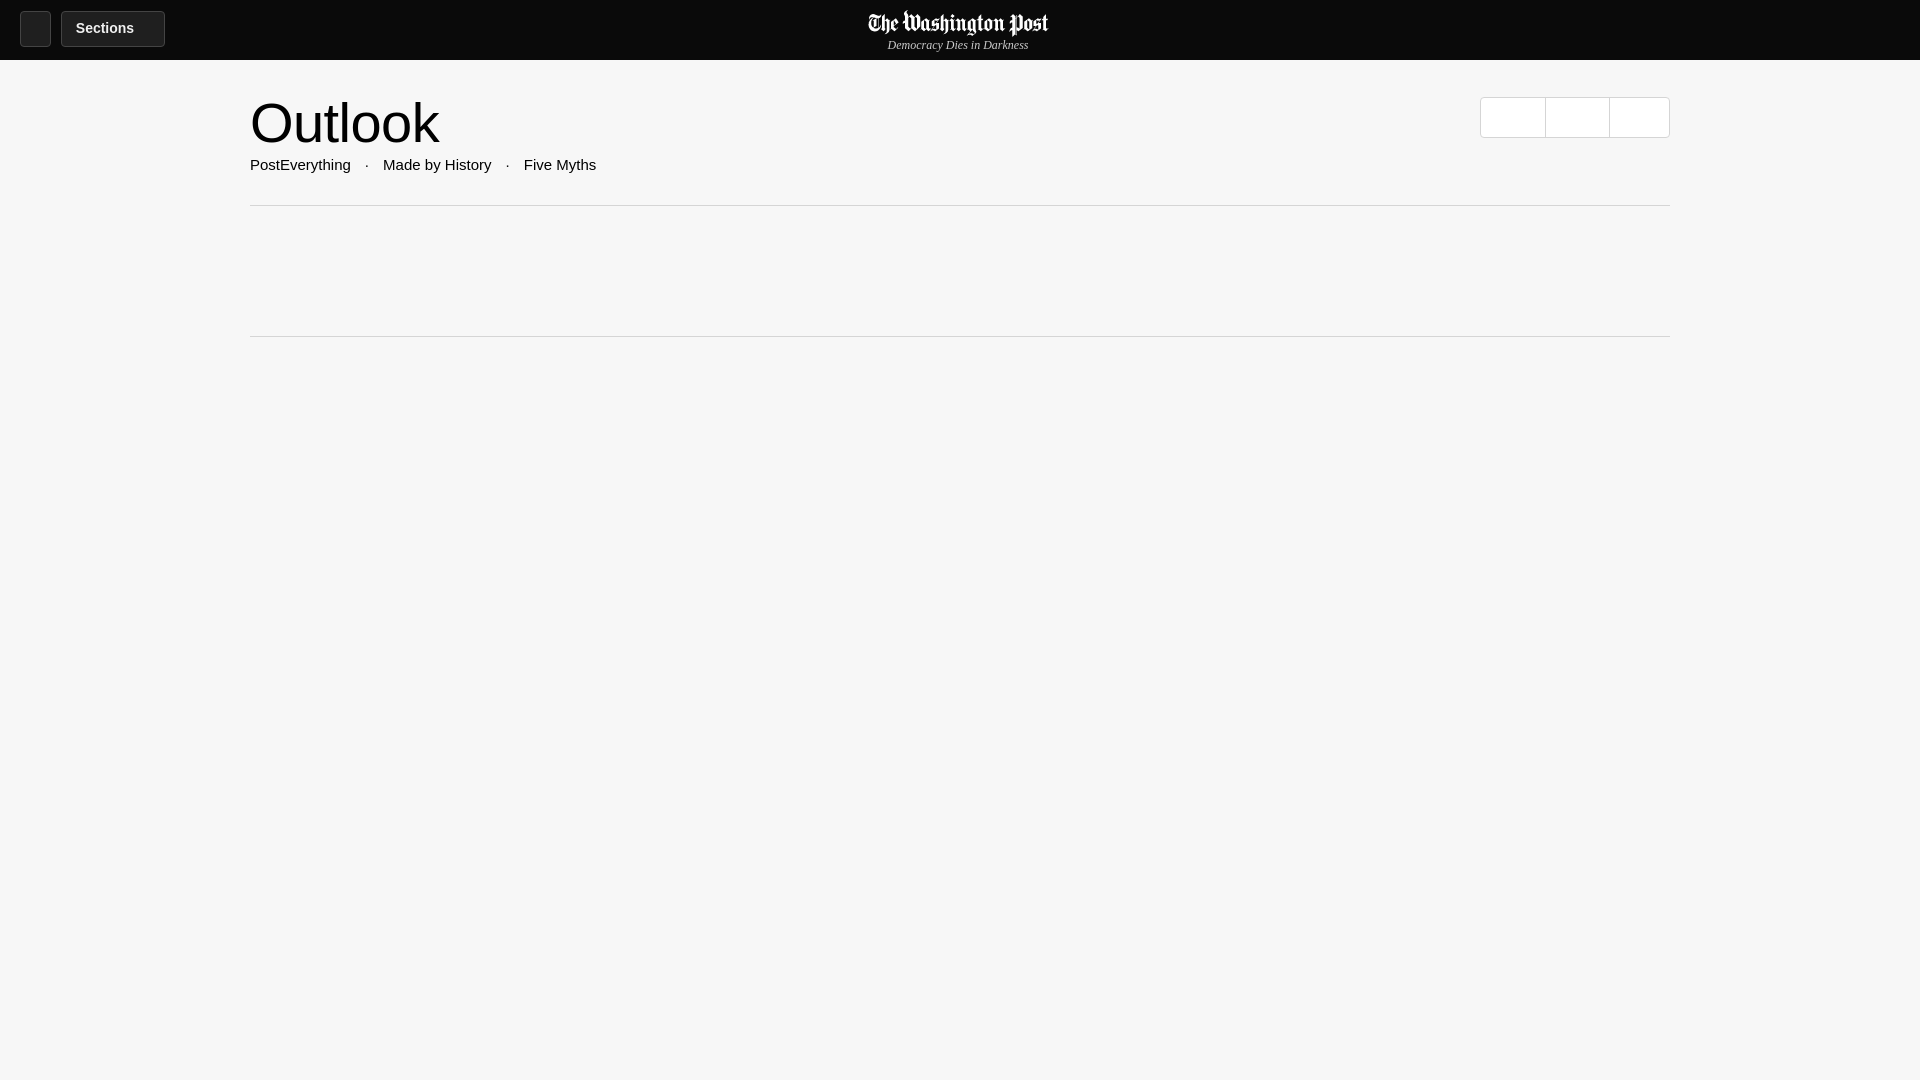 Sections
The Washington Post
Democracy Dies in Darkness
Outlook
PostEverything · Made by History · Five Myths